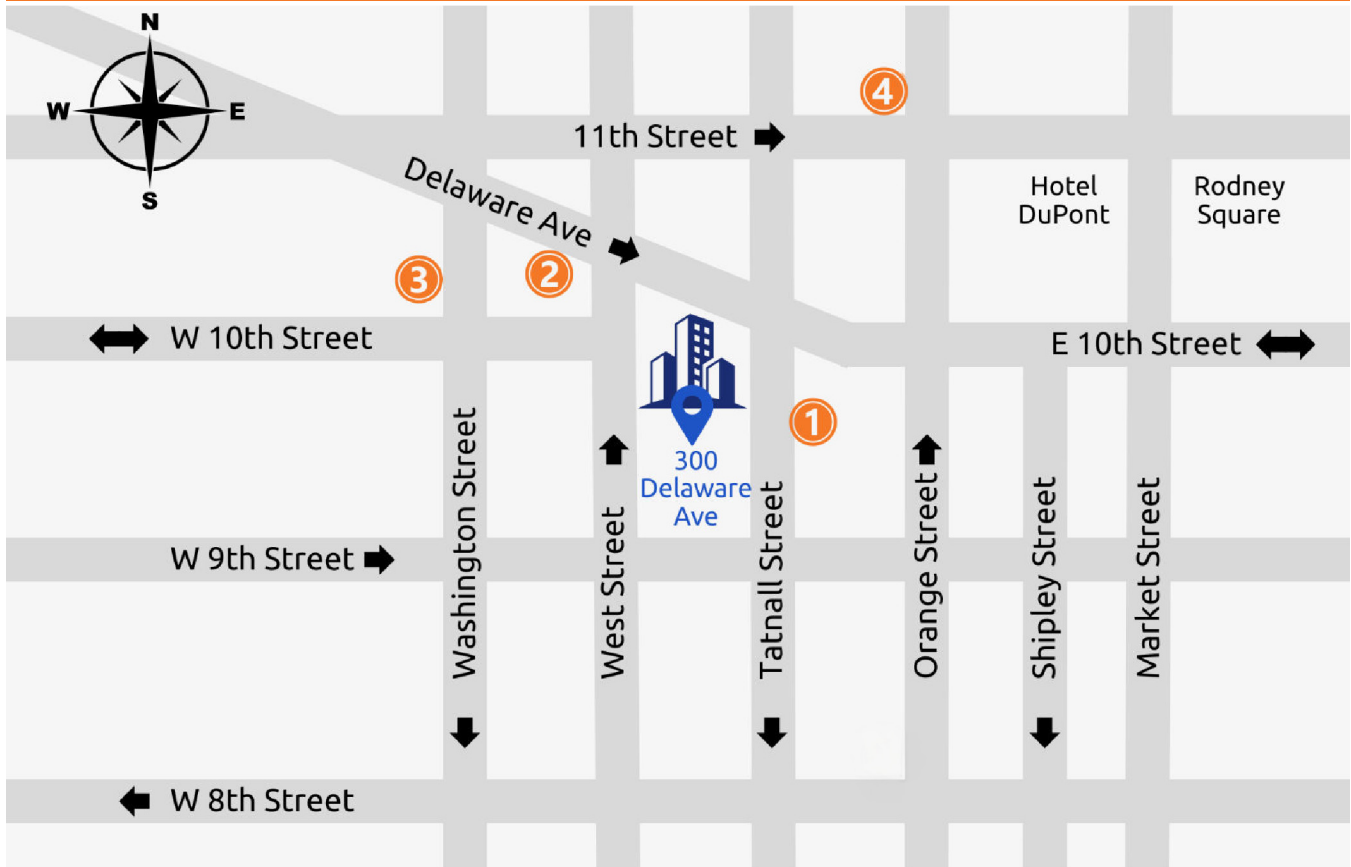 N
W
E
S
4
11th Street
Hotel
DuPont
Rodney
Square
Delaware Ave
3
2
W 10th Street
E 10th Street
1
300
Delaware
Ave
Washington Street
West Street
Tatnall Street
Orange Street
Shipley Street
Market Street
W 9th Street
W 8th Street